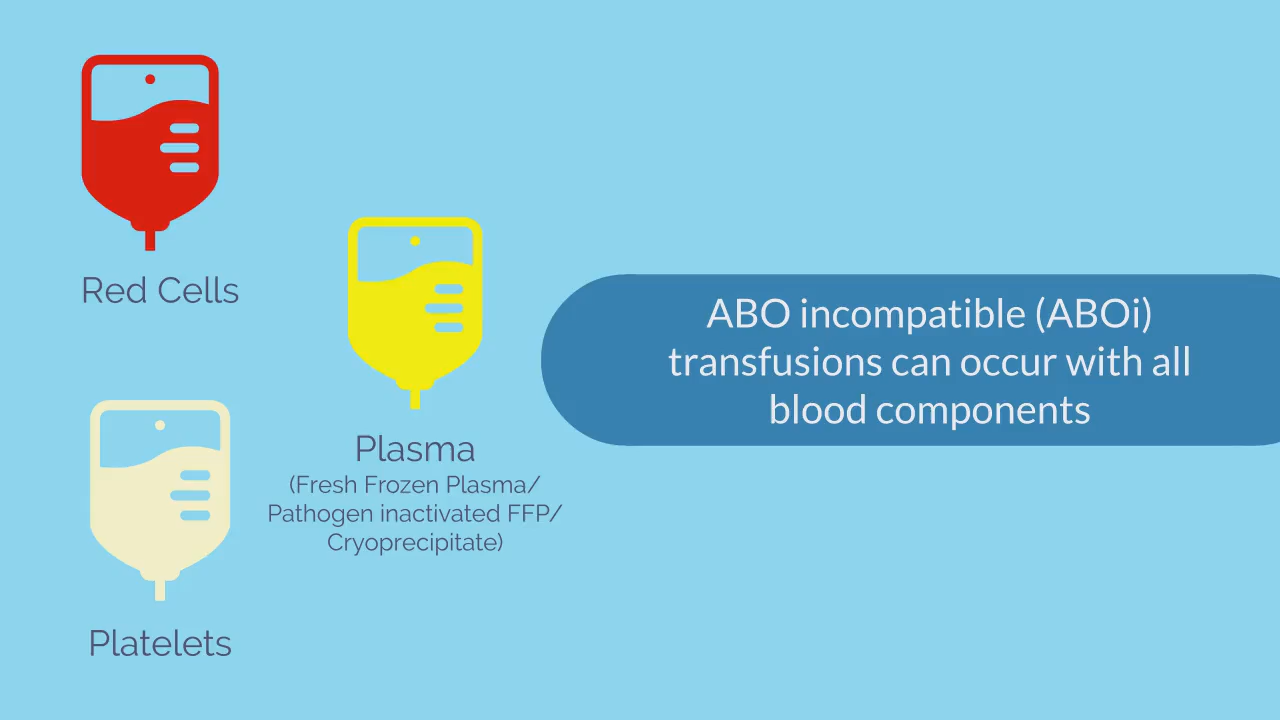 Red Cells
Plasma
(Fresh Frozen Plasma/
Pathogen inactivated FFP/
Cryoprecipitate)
Platelets
ABO incompatible (ABOi)
transfusions can occur with all
blood components